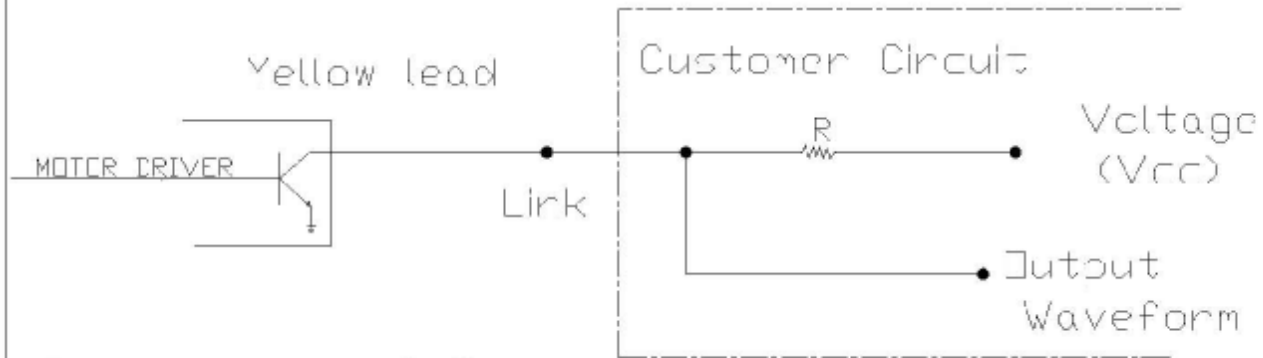 Yellow lead
Customer Circuit
MOTOR DRIVER
R
Voltage
(Vcc)
Link
Output
Waveform